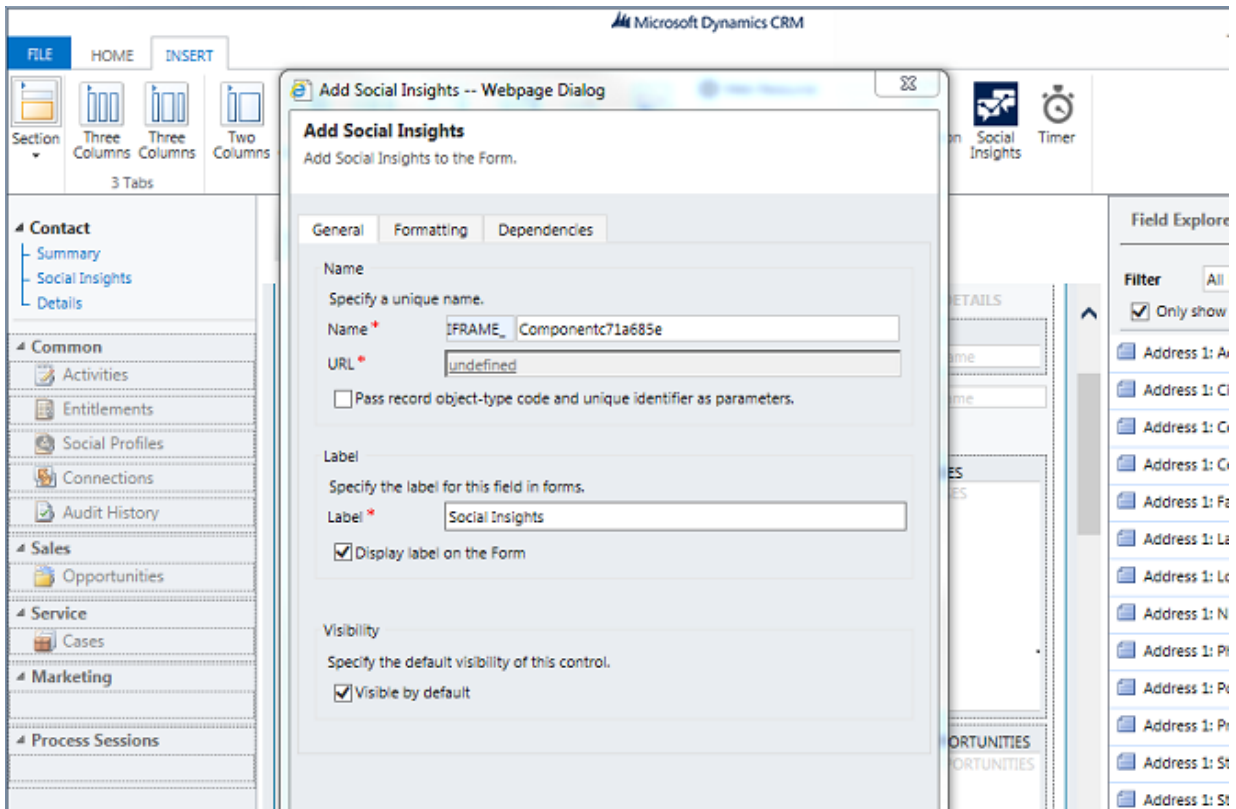 Microsoft Dynamics CRM
FILE HOME INSERT
Section
Three Columns
Three Columns
Two Columns
3 Tabs
Social Insights
Timer
Add Social Insights -- Webpage Dialog
Add Social Insights
Add Social Insights to the Form.
General Formatting Dependencies
Name
Specify a unique name.
Name * IFRAME_ Componentc71a685e
URL * undefined
Pass record object-type code and unique identifier as parameters.
Label
Specify the label for this field in forms.
Label * Social Insights
Display label on the Form
Visibility
Specify the default visibility of this control.
Visible by default
Contact
Summary
Social Insights
Details
Common
Activities
Entitlements
Social Profiles
Connections
Audit History
Sales
Opportunities
Service
Cases
Marketing
Process Sessions
ETAILS
ES
ORTUNITIES
PORTUNITIES
Field Explore
Filter All
Only show
Address 1: A
Address 1: Ci
Address 1: C
Address 1: C
Address 1: Fa
Address 1: La
Address 1: Lo
Address 1: N
Address 1: Ph
Address 1: Po
Address 1: Pr
Address 1: St
Address 1: St